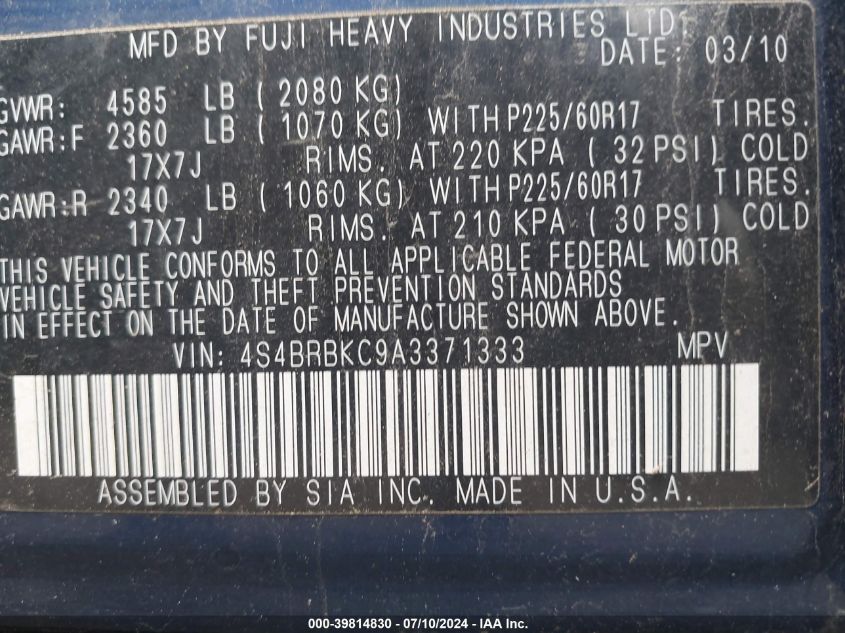 MFD BY FUJI HEAVY INDUSTRIES LTD.
DATE: 03/10
GVWR: 4585 LB ( 2080 KG)
GAWR:F 2360 LB ( 1070 KG) WITH P225/60R17 TIRES.
17X7J RIMS. AT 220 KPA ( 32 PSI) COLD
GAWR:R 2340 LB ( 1060 KG) WITH P225/60R17 TIRES.
17X7J RIMS. AT 210 KPA ( 30 PSI) COLD
THIS VEHICLE CONFORMS TO ALL APPLICABLE FEDERAL MOTOR
VEHICLE SAFETY AND THEFT PREVENTION STANDARDS
IN EFFECT ON THE DATE OF MANUFACTURE SHOWN ABOVE.
VIN: 4S4BRBKC9A3371333 MPV
ASSEMBLED BY SIA INC. MADE IN U.S.A.
000-39814830 - 07/10/2024 - IAA Inc.